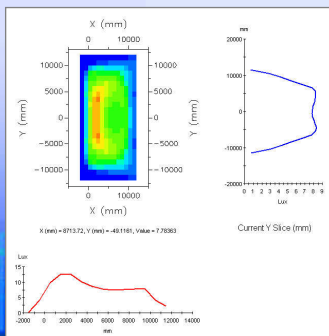 X (mm)
0 10000
10000
5000
0
−5000
−10000
Y (mm)
10000
5000
0
−5000
−10000
Y (mm)
0 10000
X (mm)
mm
20000
10000
0
-10000
-20000
0 1 2 3 4 5 6 7 8 9
Lux
X (mm) = 8713.72, Y (mm) = -49.1161, Value = 7.78363
Current Y Slice (mm)
Lux
15
10
5
0
-2000 0 2000 4000 6000 8000 10000 12000 14000
mm